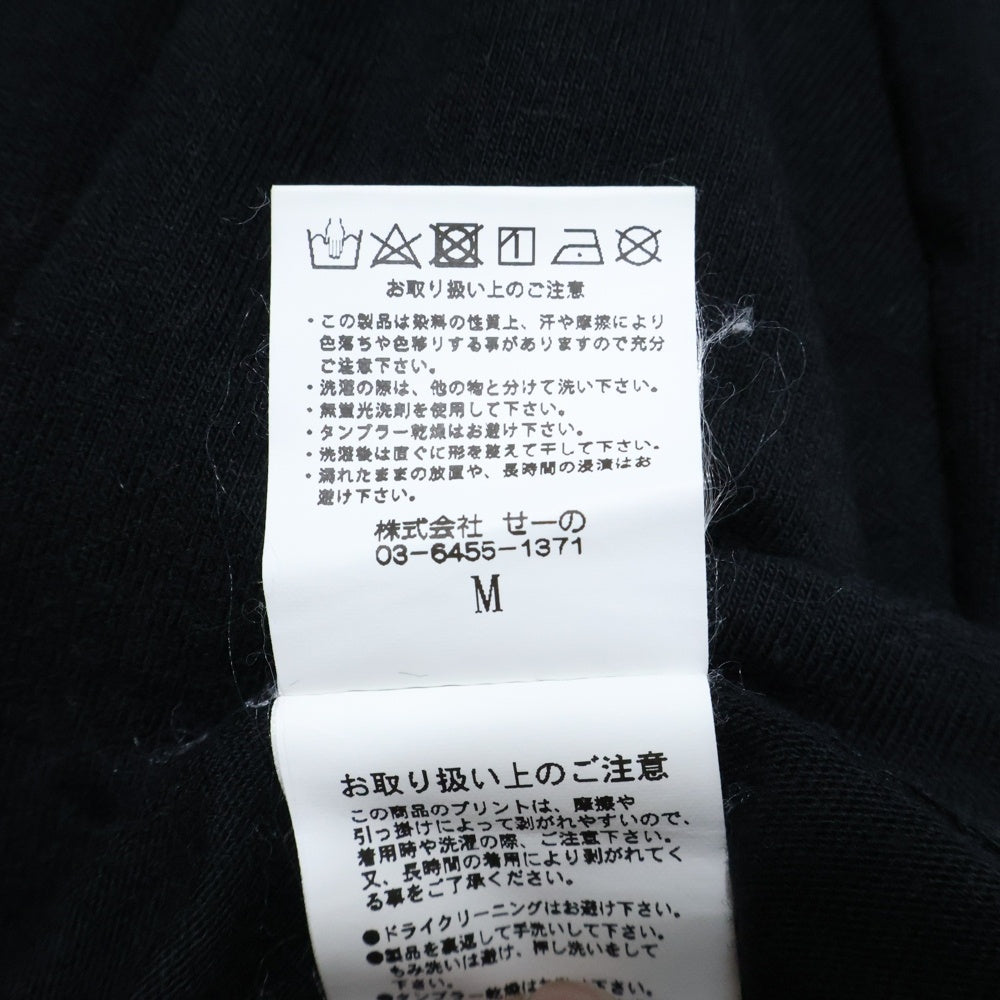 お取り扱い上のご注意
・この製品は染料の性質上、汗や摩擦により
色落ちや色移りする事がありますので充分
ご注意下さい。
・洗濯の際は、他の物と分けて洗い下さい。
・無蛍光洗剤を使用して下さい。
・タンブラー乾燥はお避け下さい。
・洗濯後は直ぐに形を整えて干して下さい。
・濡れたままの放置や、長時間の浸漬はお
避け下さい。
株式会社 せーの
03-6455-1371
M
お取り扱い上のご注意
この商品のプリントは、摩擦や
引っ掛けによって剥がれやすいので、
着用時や洗濯の際、ご注意下さい。
又、長時間の着用により剥がれてく
る事をご了承ください。
●ドライクリーニングはお避け下さい。
●製品を裏返して手洗いして下さい。
●もみ洗いは避け、押し洗いをして
下さい。
●タンブラー乾燥は